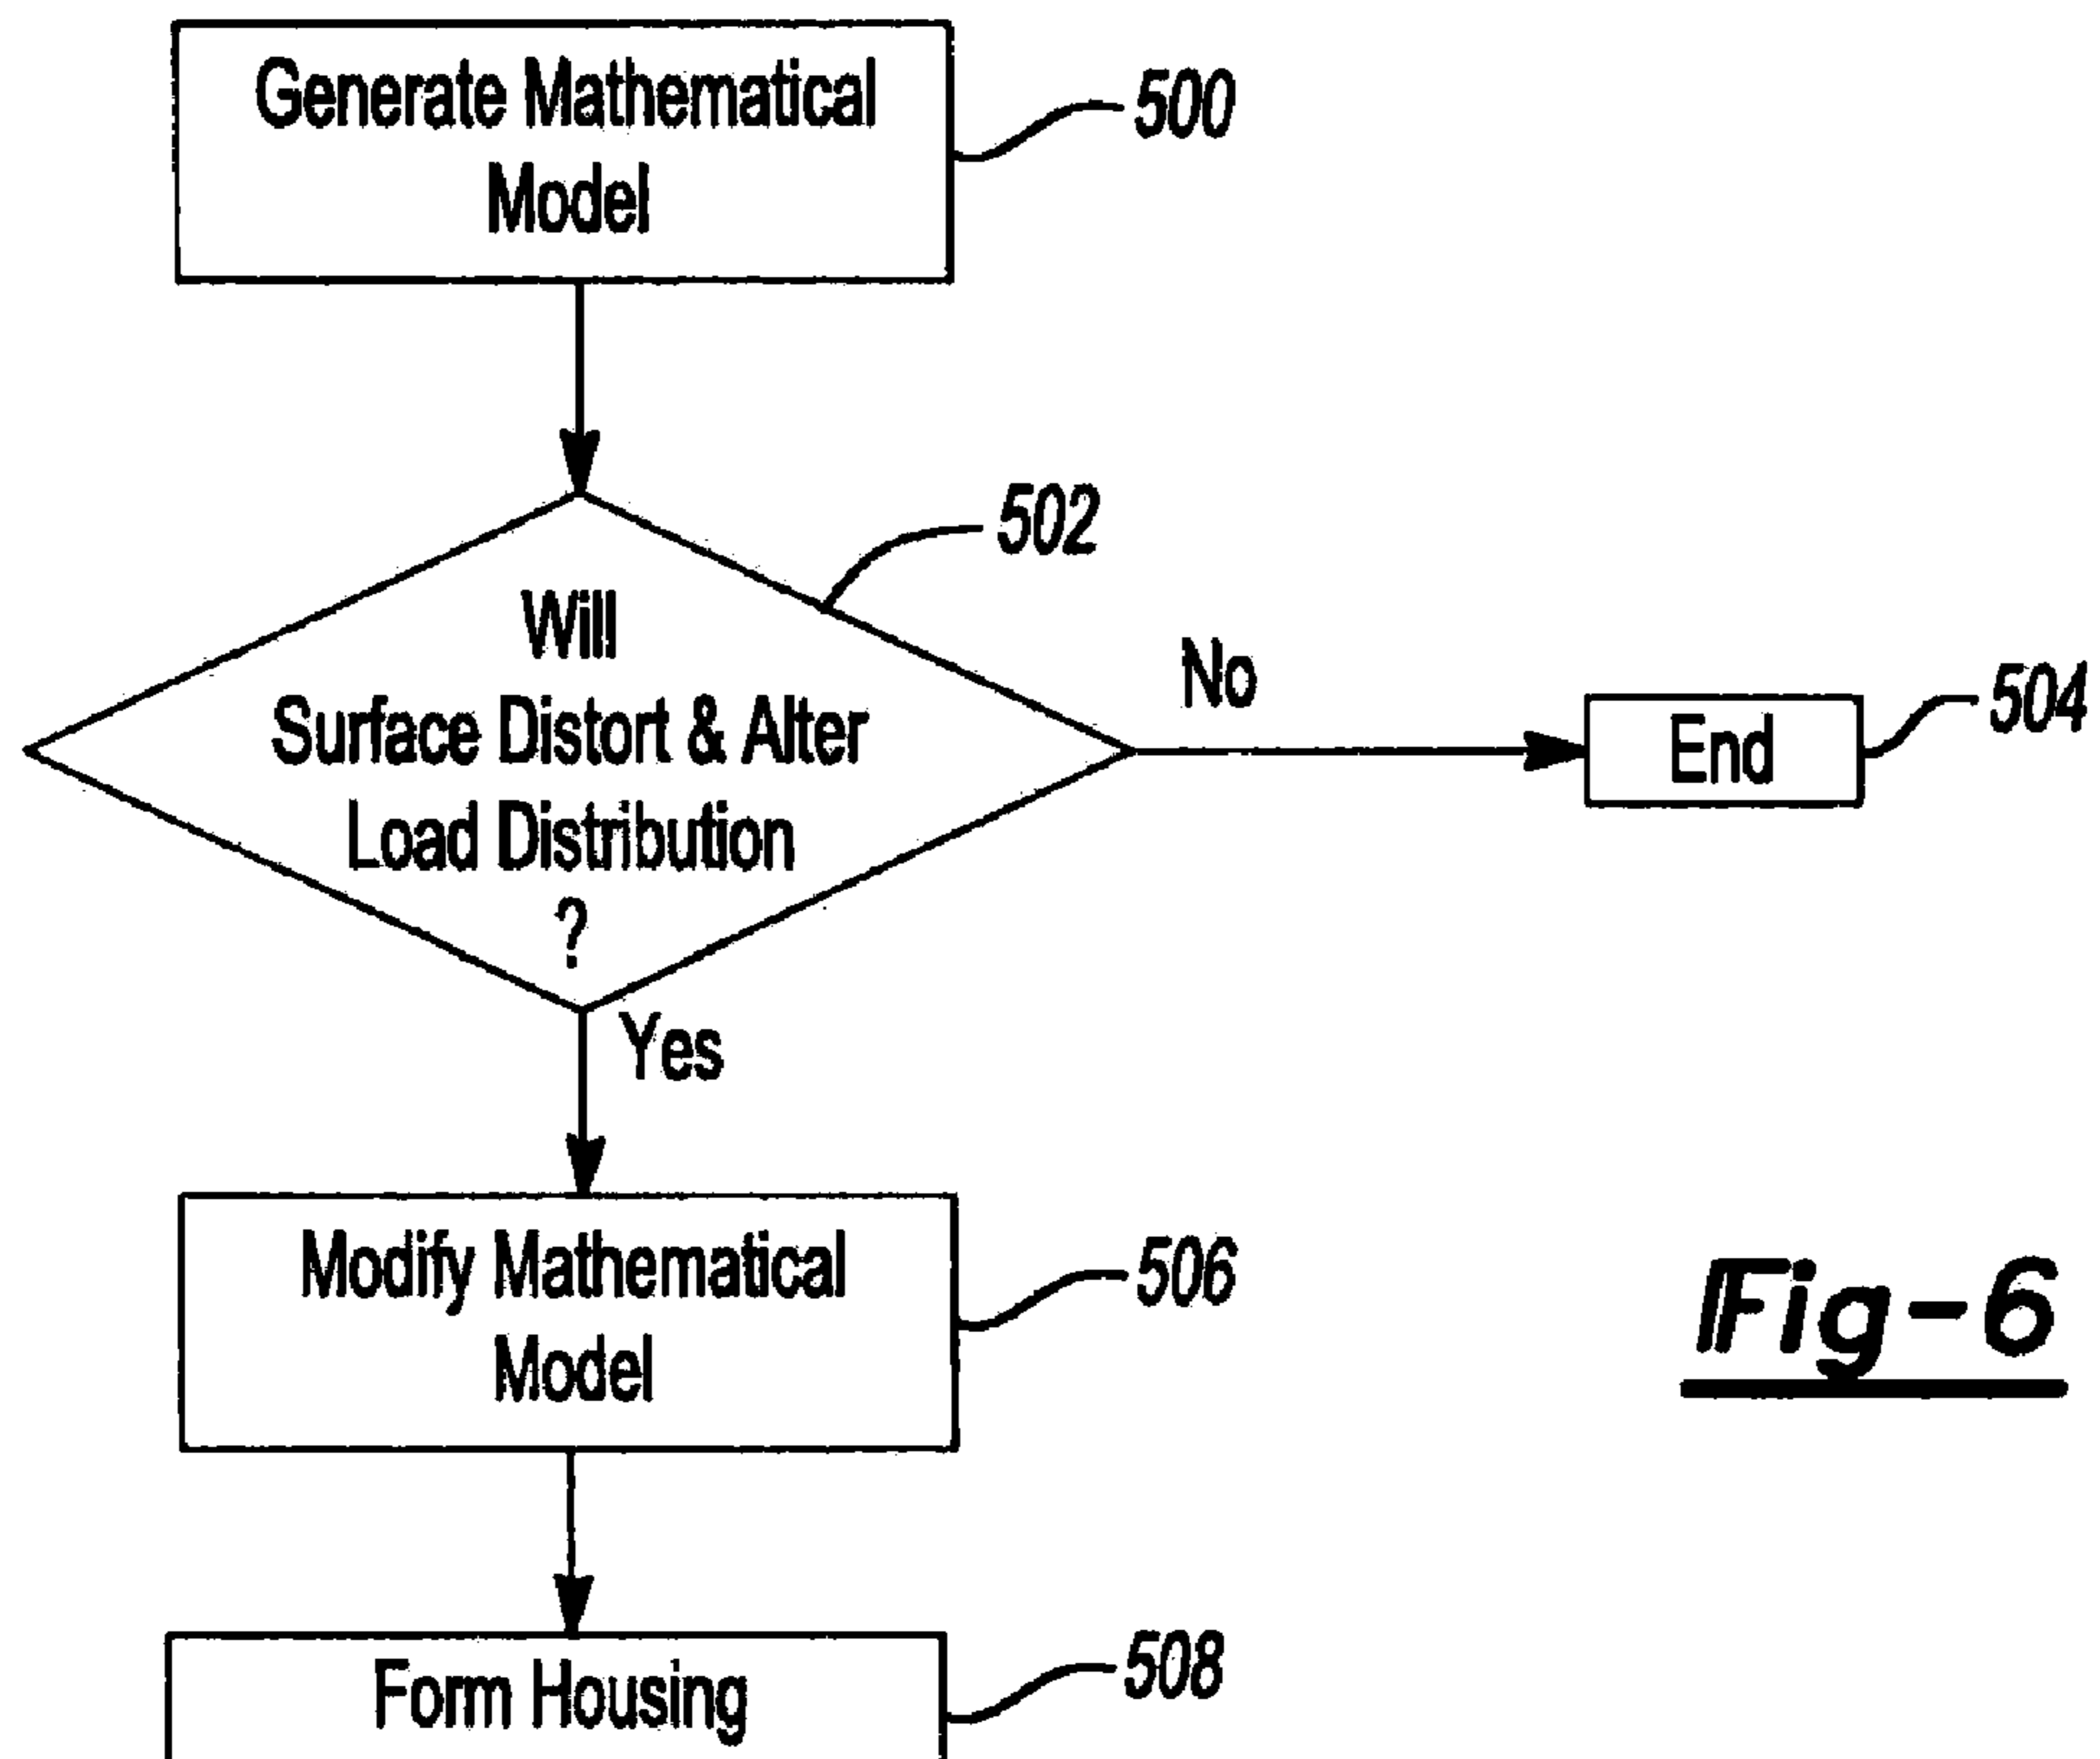 Generate Mathematical
Model
500
502
Will
Surface Distort & Alter
Load Distribution
?
No
End
504
Yes
Modify Mathematical
Model
506
Fig-6
Form Housing
508